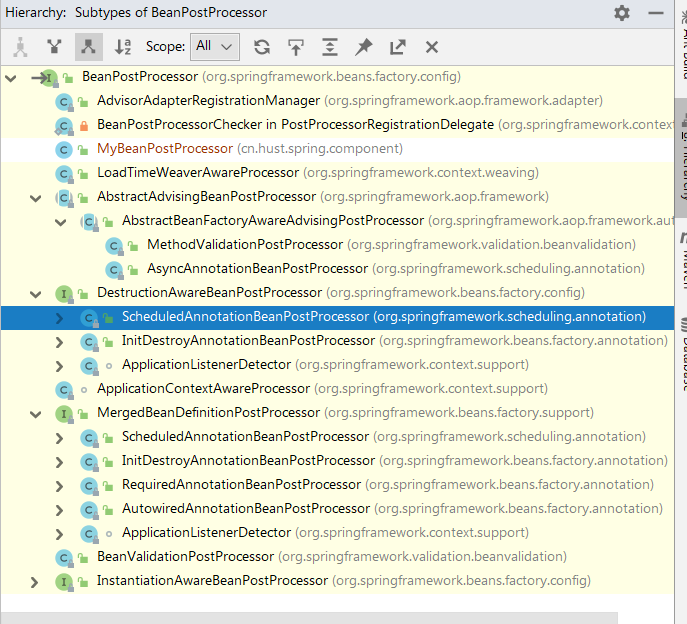 Hierarchy: Subtypes of BeanPostProcessor
Scope: All
BeanPostProcessor (org.springframework.beans.factory.config)
AdvisorAdapterRegistrationManager (org.springframework.aop.framework.adapter)
BeanPostProcessorChecker in PostProcessorRegistrationDelegate (org.springframework.context
MyBeanPostProcessor (cn.hust.spring.component)
LoadTimeWeaverAwareProcessor (org.springframework.context.weaving)
AbstractAdvisingBeanPostProcessor (org.springframework.aop.framework)
AbstractBeanFactoryAwareAdvisingPostProcessor (org.springframework.aop.framework.aut
MethodValidationPostProcessor (org.springframework.validation.beanvalidation)
AsyncAnnotationBeanPostProcessor (org.springframework.scheduling.annotation)
DestructionAwareBeanPostProcessor (org.springframework.beans.factory.config)
ScheduledAnnotationBeanPostProcessor (org.springframework.scheduling.annotation)
InitDestroyAnnotationBeanPostProcessor (org.springframework.beans.factory.annotation)
ApplicationListenerDetector (org.springframework.context.support)
ApplicationContextAwareProcessor (org.springframework.context.support)
MergedBeanDefinitionPostProcessor (org.springframework.beans.factory.support)
ScheduledAnnotationBeanPostProcessor (org.springframework.scheduling.annotation)
InitDestroyAnnotationBeanPostProcessor (org.springframework.beans.factory.annotation)
RequiredAnnotationBeanPostProcessor (org.springframework.beans.factory.annotation)
AutowiredAnnotationBeanPostProcessor (org.springframework.beans.factory.annotation)
ApplicationListenerDetector (org.springframework.context.support)
BeanValidationPostProcessor (org.springframework.validation.beanvalidation)
InstantiationAwareBeanPostProcessor (org.springframework.beans.factory.config)